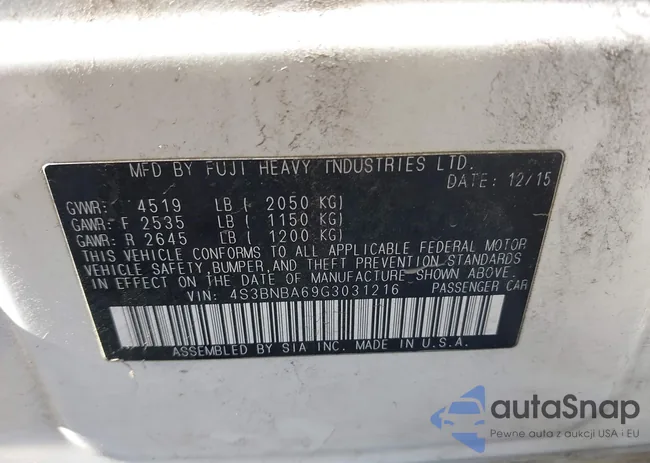 MFD BY FUJI HEAVY INDUSTRIES LTD.
DATE: 12/15
GVWR: 4519 LB ( 2050 KG)
GAWR: F 2535 LB ( 1150 KG)
GAWR: R 2645 LB ( 1200 KG)
THIS VEHICLE CONFORMS TO ALL APPLICABLE FEDERAL MOTOR
VEHICLE SAFETY, BUMPER, AND THEFT PREVENTION STANDARDS
IN EFFECT ON THE DATE OF MANUFACTURE SHOWN ABOVE.
VIN: 4S3BNBA69G3031216 PASSENGER CAR
ASSEMBLED BY SIA INC. MADE IN U.S.A.
autoSnap
Pewne auta z aukcji USA i EU